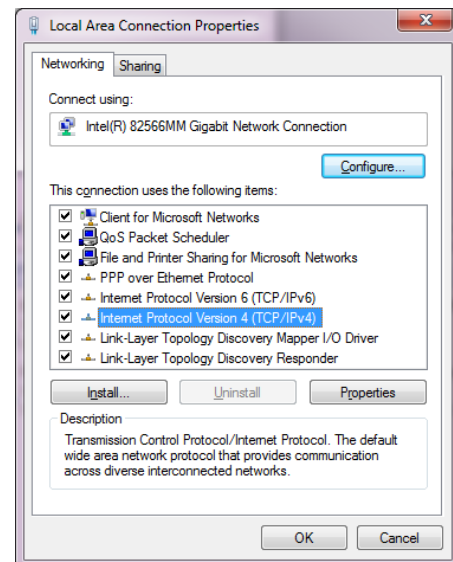 Local Area Connection Properties
Networking Sharing
Connect using:
Intel(R) 82566MM Gigabit Network Connection
Configure...
This connection uses the following items:
Client for Microsoft Networks
QoS Packet Scheduler
File and Printer Sharing for Microsoft Networks
PPP over Ethernet Protocol
Internet Protocol Version 6 (TCP/IPv6)
Internet Protocol Version 4 (TCP/IPv4)
Link-Layer Topology Discovery Mapper I/O Driver
Link-Layer Topology Discovery Responder
Install... Uninstall Properties
Description
Transmission Control Protocol/Internet Protocol. The default
wide area network protocol that provides communication
across diverse interconnected networks.
OK Cancel